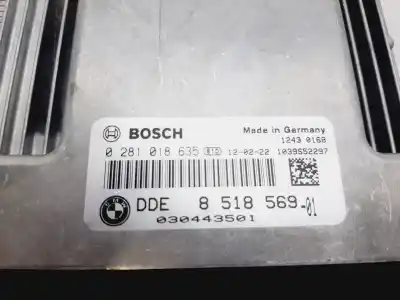 BOSCH Made in Germany
1243 0168
0 281 018 635 12-02-22 1039S52297
DDE 8 518 569-01
030443501